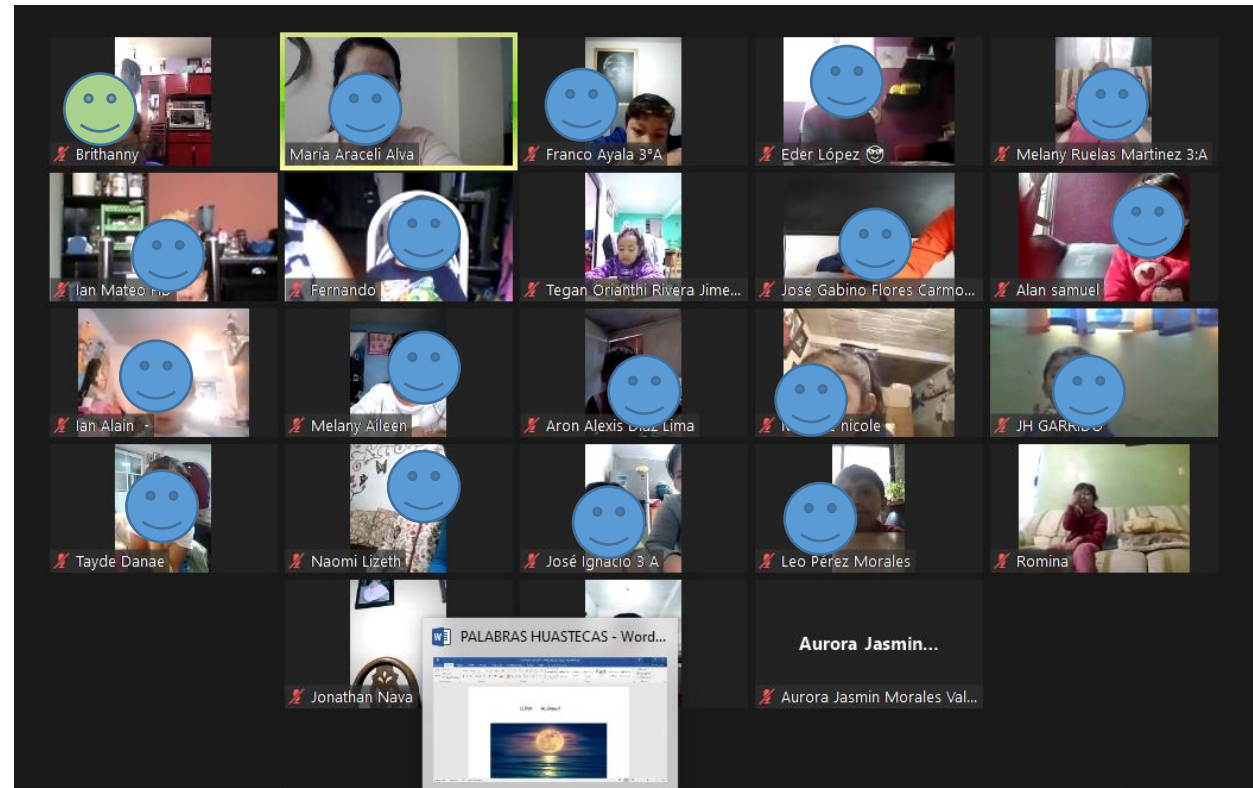 Brithanny
María Araceli Alva
Franco Ayala 3°A
Eder López 🤓
Melany Ruelas Martinez 3:A
Ian Mateo
Fernando
Tegan Orianthi Rivera Jime...
José Gabino Flores Carmo...
Alan samuel
Ian Alain -
Melany Aileen
Aron Alexis Díaz Lima
nicole
JH GARRIDO
Tayde Danae
Naomi Lizeth
José Ignacio 3 A
Leo Pérez Morales
Romina
PALABRAS HUASTECAS - Word...
Aurora Jasmin...
Jonathan Nava
Aurora Jasmin Morales Val...